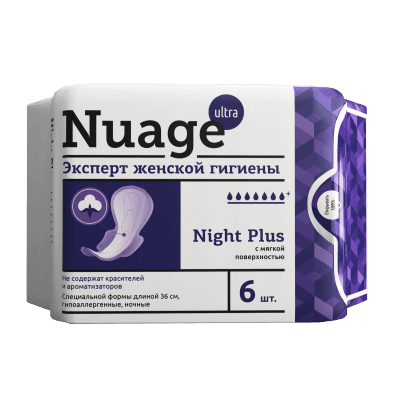 Nuage
ultra
Эксперт женской гигиены
+
Night Plus
с мягкой
поверхностью
Не содержат красителей
и ароматизаторов
Специальной формы длиной 36 см,
гипоаллергенные, ночные
6 шт.